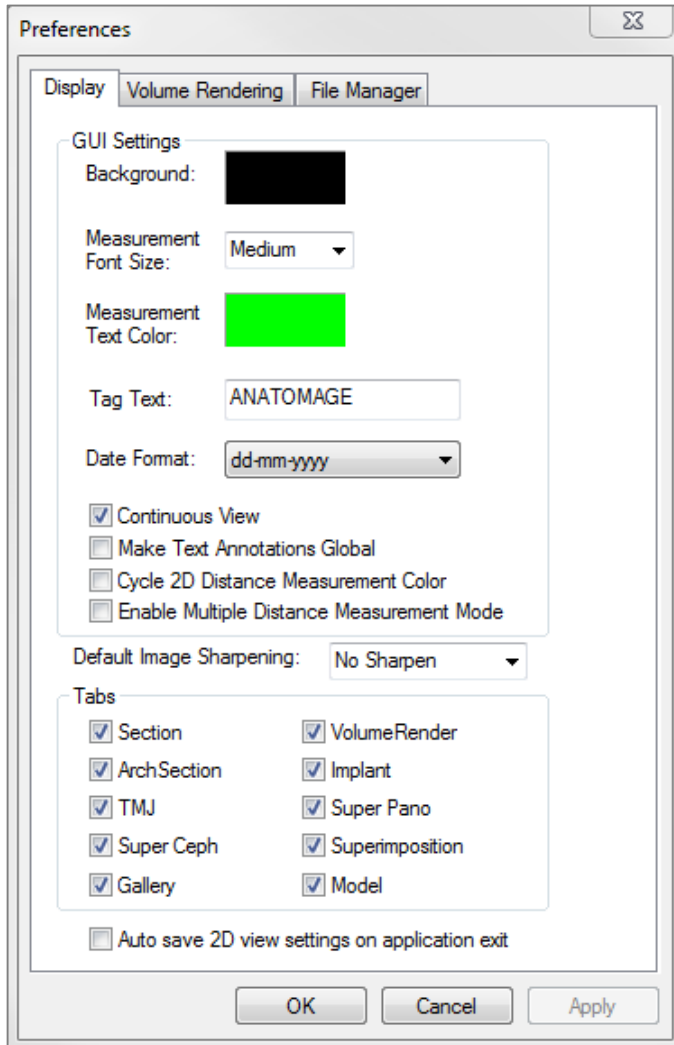 Preferences
Display Volume Rendering File Manager
GUI Settings
Background:
Measurement
Font Size:
Medium
Measurement
Text Color:
Tag Text: ANATOMAGE
Date Format: dd-mm-yyyy
Continuous View
Make Text Annotations Global
Cycle 2D Distance Measurement Color
Enable Multiple Distance Measurement Mode
Default Image Sharpening: No Sharpen
Tabs
Section VolumeRender
ArchSection Implant
TMJ Super Pano
Super Ceph Superimposition
Gallery Model
Auto save 2D view settings on application exit
OK Cancel Apply